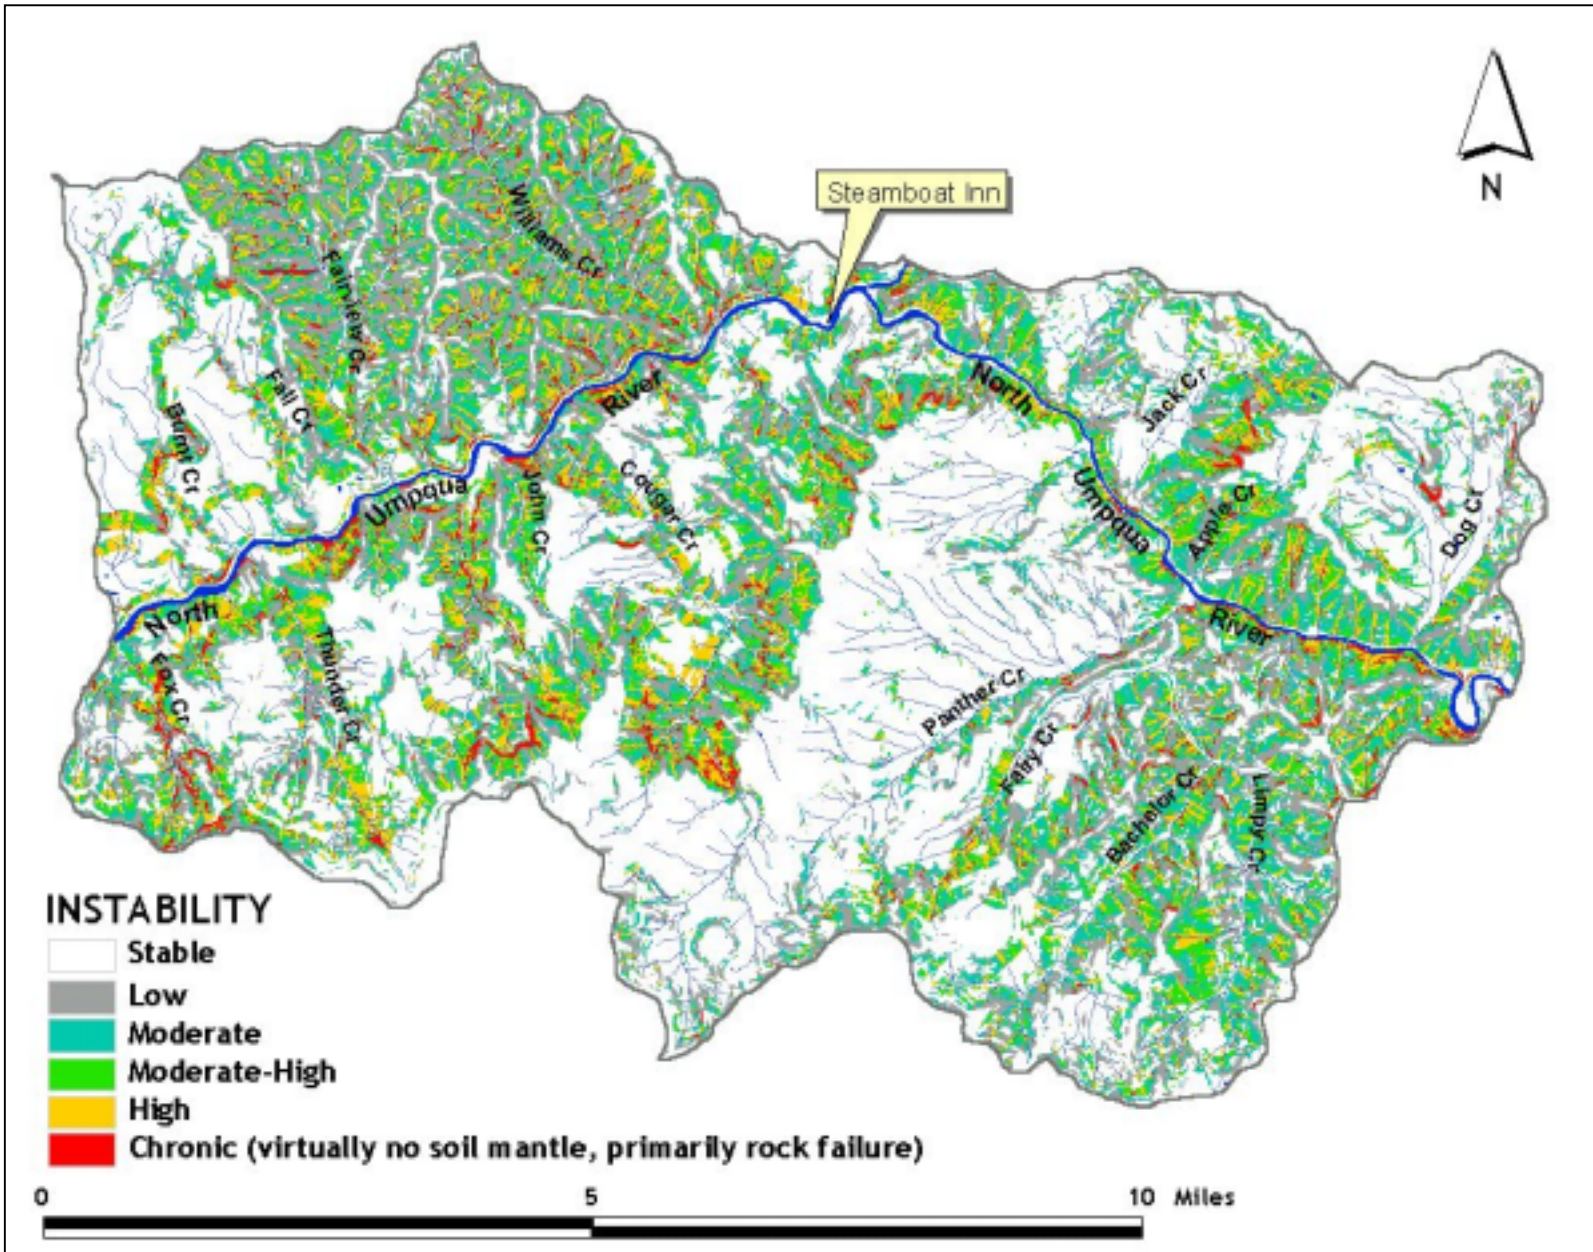 N
Steamboat Inn
Williams Cr
Fairview Cr
Fall Cr
Burnt Cr
River
North
Jack Cr
Umpqua
John Cr
Cougar Cr
Umpqua
Apple Cr
Dog Cr
North
River
Fox Cr
Thunder Cr
Panther Cr
Fairy Cr
Bachelor Cr
Limpy Cr
INSTABILITY
Stable
Low
Moderate
Moderate-High
High
Chronic (virtually no soil mantle, primarily rock failure)
0 5 10 Miles